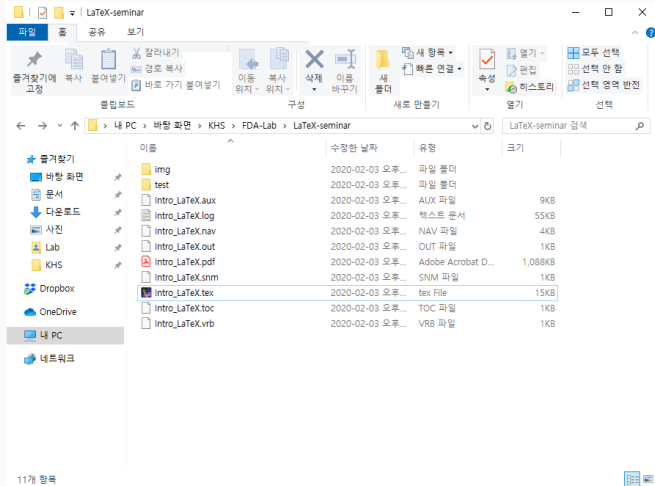 LaTeX-seminar
파일 홈 공유 보기
즐겨찾기에 고정
복사
붙여넣기
잘라내기
경로 복사
바로 가기 붙여넣기
이동 위치
복사 위치
삭제
이름 바꾸기
새 폴더
새 항목
빠른 연결
속성
열기
편집
히스토리
모두 선택
선택 안 함
선택 영역 반전
클립보드 구성 새로 만들기 열기 선택
내 PC > 바탕 화면 > KHS > FDA-Lab > LaTeX-seminar
LaTeX-seminar 검색
즐겨찾기
바탕 화면
문서
다운로드
사진
Lab
KHS
Dropbox
OneDrive
내 PC
네트워크
이름 수정한 날짜 유형 크기
img 2020-02-03 오후... 파일 폴더
test 2020-02-03 오후... 파일 폴더
Intro_LaTeX.aux 2020-02-03 오후... AUX 파일 9KB
Intro_LaTeX.log 2020-02-03 오후... 텍스트 문서 55KB
Intro_LaTeX.nav 2020-02-03 오후... NAV 파일 4KB
Intro_LaTeX.out 2020-02-03 오후... OUT 파일 1KB
Intro_LaTeX.pdf 2020-02-03 오후... Adobe Acrobat D... 1,088KB
Intro_LaTeX.snm 2020-02-03 오후... SNM 파일 1KB
Intro_LaTeX.tex 2020-02-03 오후... tex File 15KB
Intro_LaTeX.toc 2020-02-03 오후... TOC 파일 1KB
Intro_LaTeX.vrb 2020-02-03 오후... VRB 파일 1KB
11개 항목